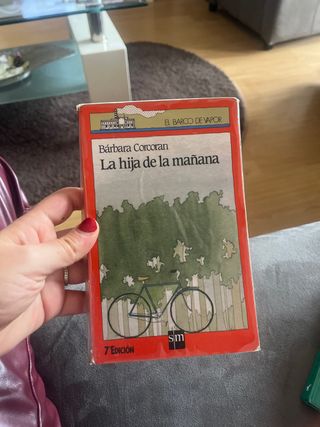 EL BARCO DE VAPOR
Bárbara Corcoran
La hija de la mañana
7ª EDICIÓN
sm